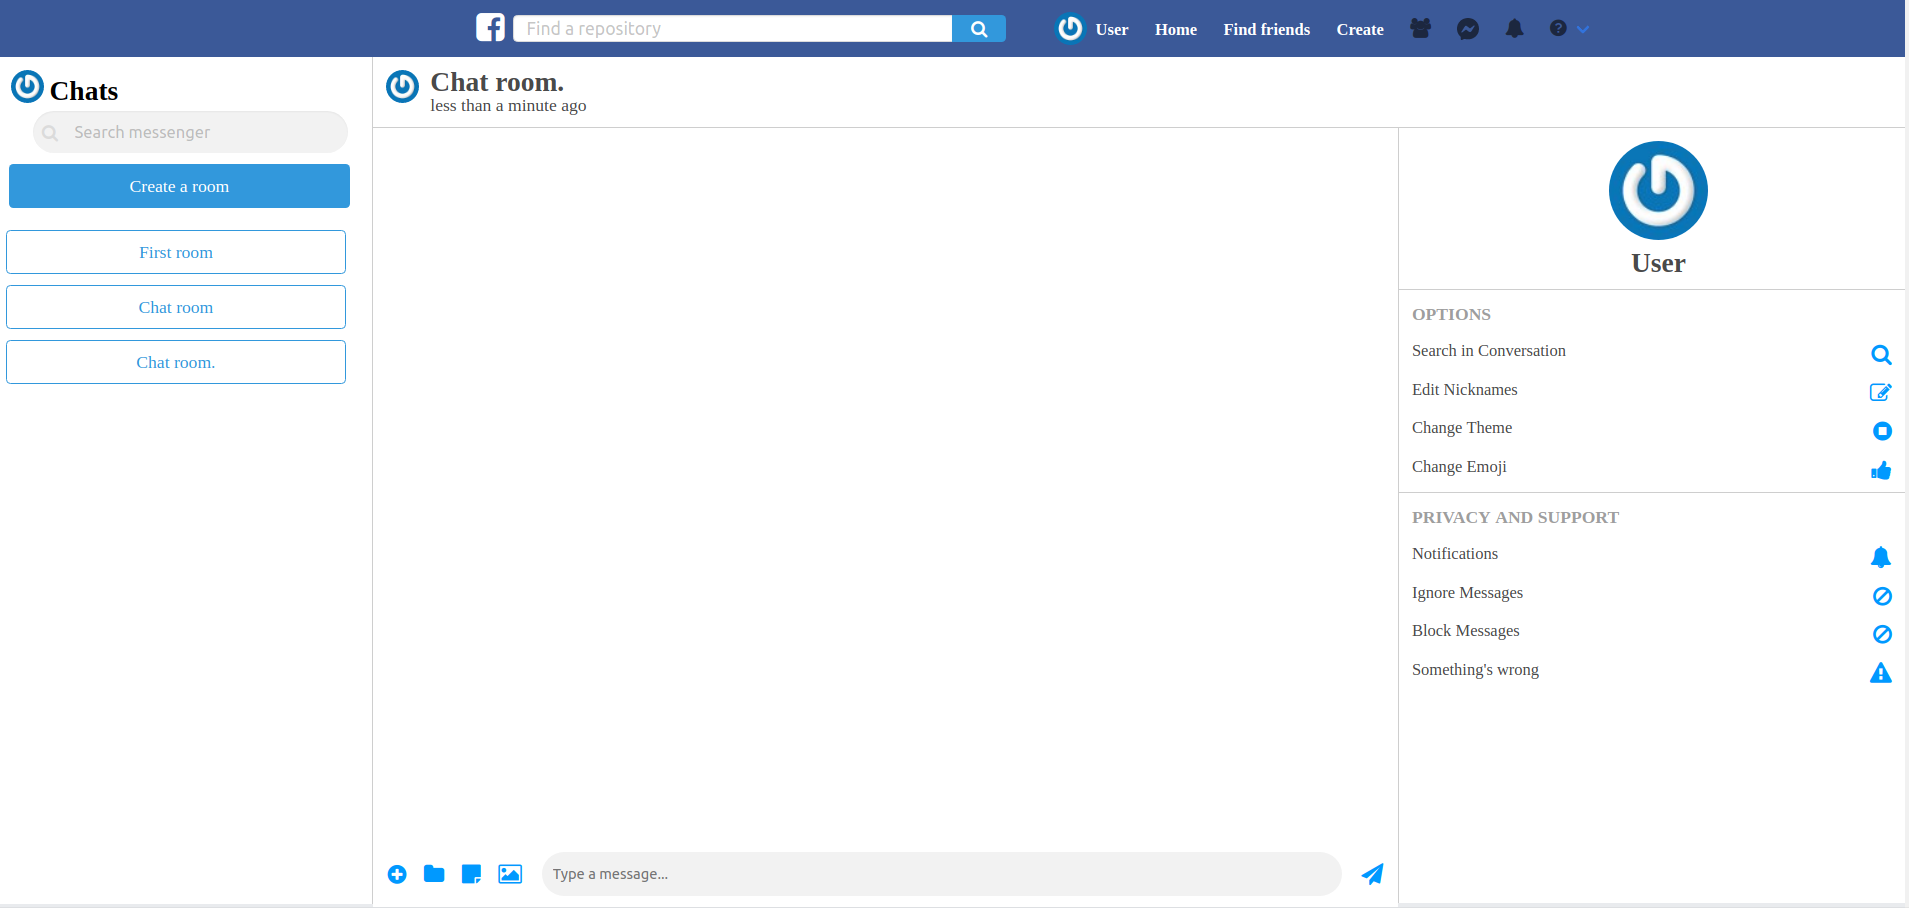 Find a repository
User
Home
Find friends
Create
Chats
Search messenger
Create a room
First room
Chat room
Chat room.
Chat room.
less than a minute ago
Type a message...
User
OPTIONS
Search in Conversation
Edit Nicknames
Change Theme
Change Emoji
PRIVACY AND SUPPORT
Notifications
Ignore Messages
Block Messages
Something's wrong